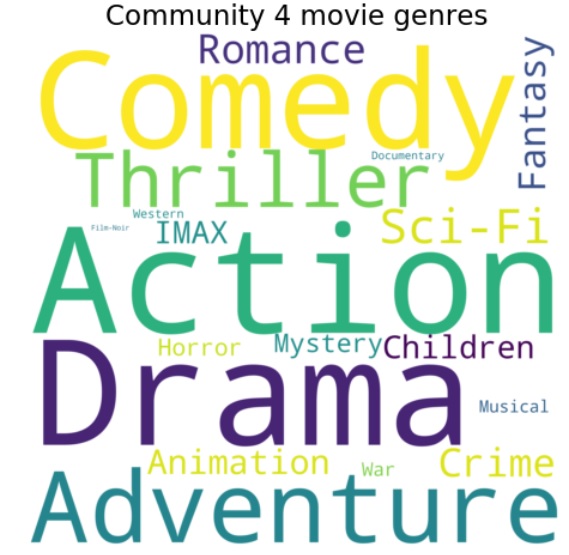 Community 4 movie genres
Romance
Comedy
Fantasy
Thriller
Documentary
Western
Film-Noir
IMAX
Sci-Fi
Action
Horror
Mystery
Children
Drama
Musical
Animation
War
Crime
Adventure